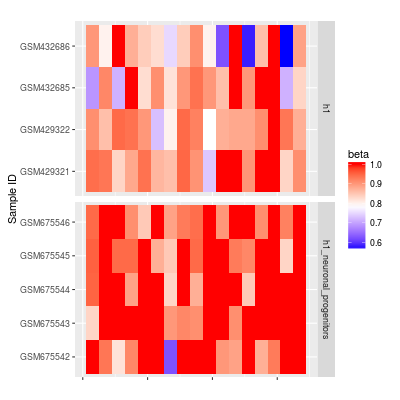 GSM432686
GSM432685
GSM429322
GSM429321
h1
GSM675546
GSM675545
GSM675544
GSM675543
GSM675542
h1_neuronal_progenitors
Sample ID
beta
1.0
0.9
0.8
0.7
0.6